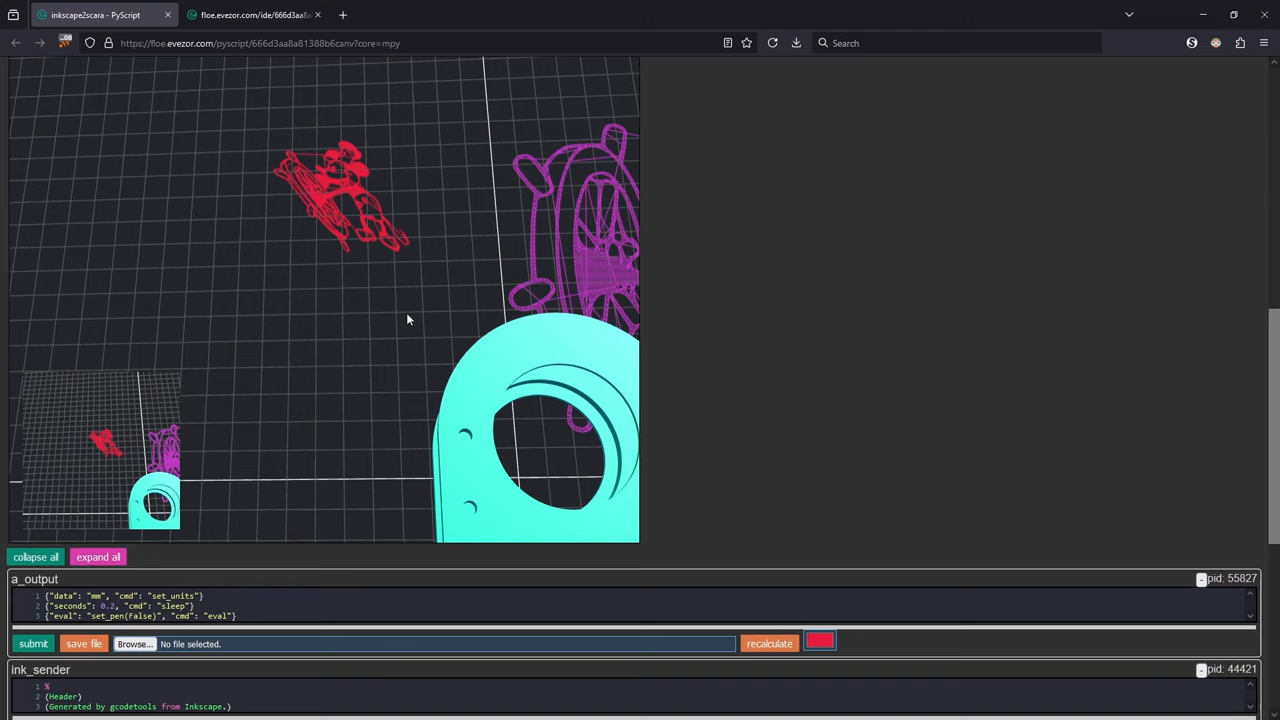 inkscape2scara - PyScript
floe.evezor.com/ide/666d3aa8a
.08
https://floe.evezor.com/pyscript/666d3aa8a81388b6canv?core=mpy
Search
collapse all
expand all
a_output
pid: 55827
1 {"data": "mm", "cmd": "set_units"}
2 {"seconds": 0.2, "cmd": "sleep"}
3 {"eval": "set_pen(False)", "cmd": "eval"}
submit
save file
Browse...
No file selected.
recalculate
ink_sender
pid: 44421
1 %
2 (Header)
3 (Generated by gcodetools from Inkscape.)